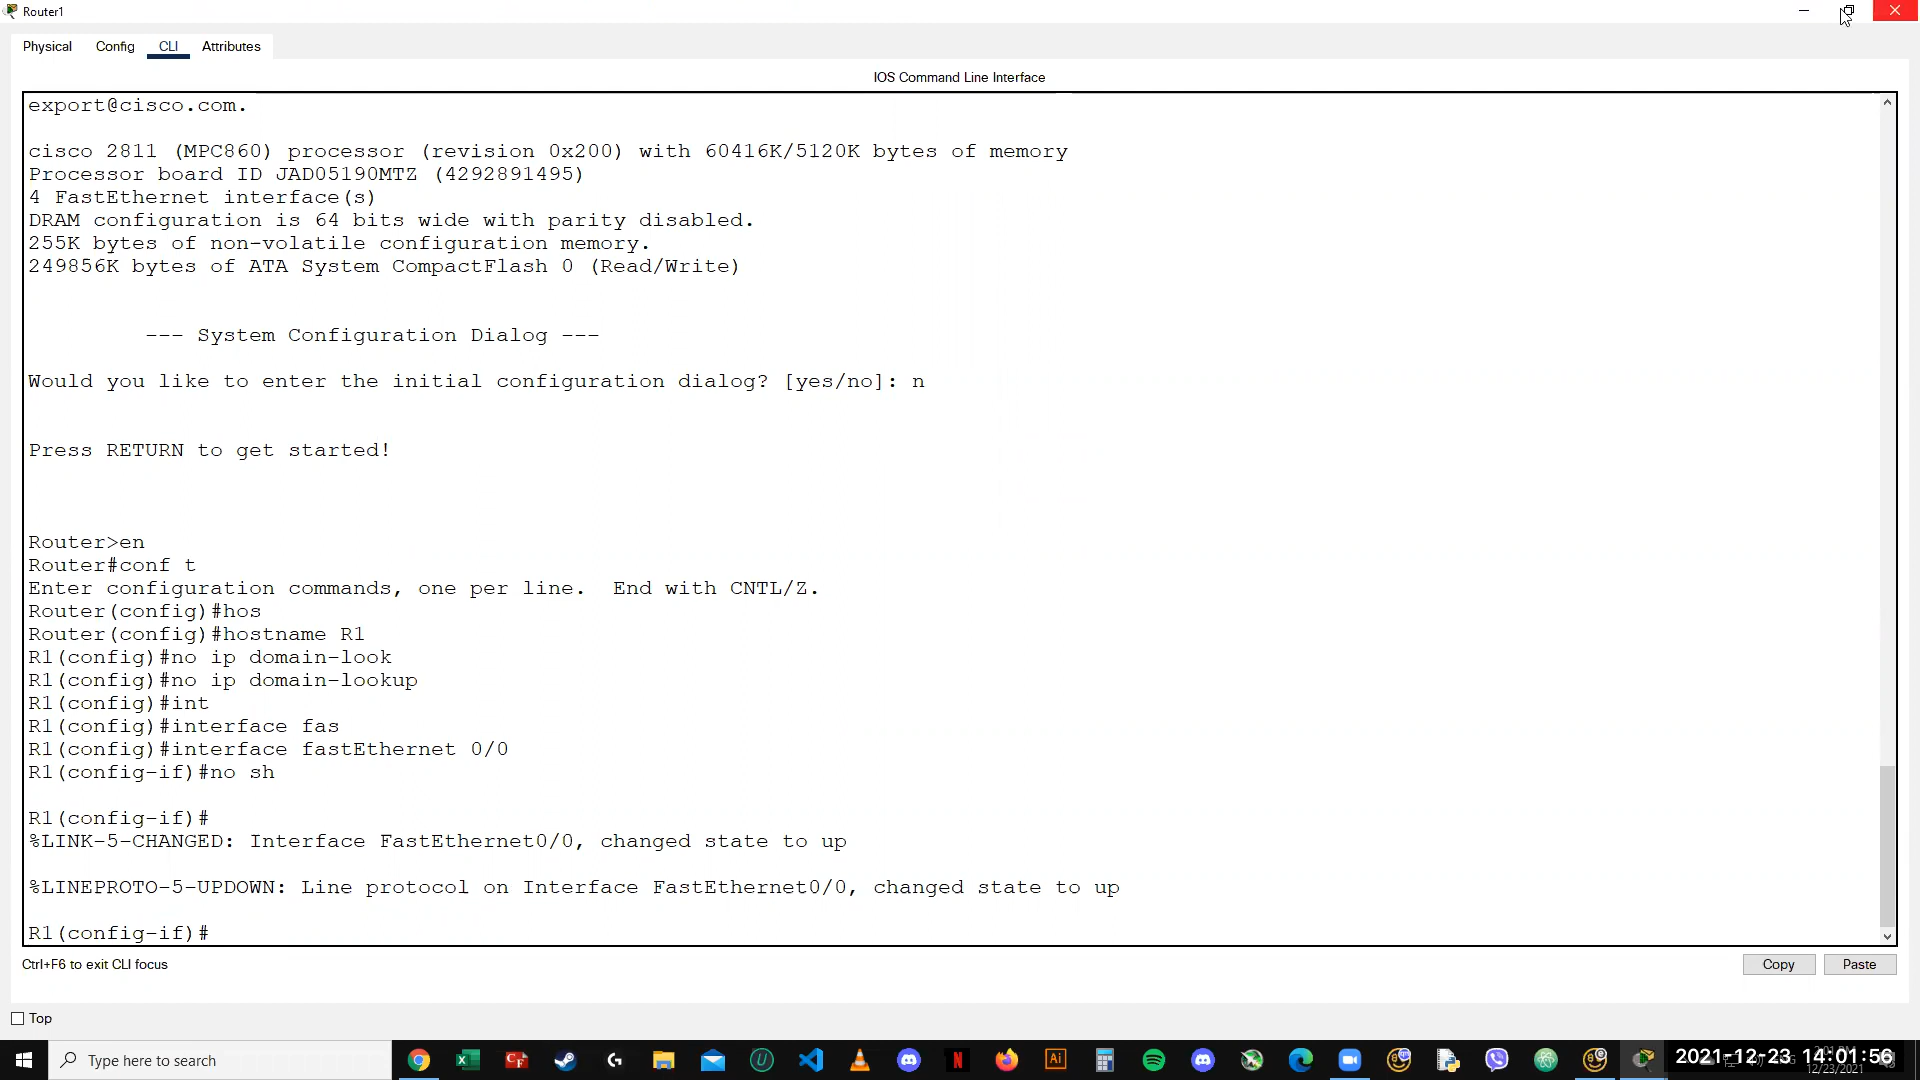 Router1
Physical Config CLI Attributes
IOS Command Line Interface
export@cisco.com.
cisco 2811 (MPC860) processor (revision 0x200) with 60416K/5120K bytes of memory
Processor board ID JAD05190MTZ (4292891495)
4 FastEthernet interface(s)
DRAM configuration is 64 bits wide with parity disabled.
255K bytes of non-volatile configuration memory.
249856K bytes of ATA System CompactFlash 0 (Read/Write)
--- System Configuration Dialog ---
Would you like to enter the initial configuration dialog? [yes/no]: n
Press RETURN to get started!
Router>en
Router#conf t
Enter configuration commands, one per line.  End with CNTL/Z.
Router(config)#hos
Router(config)#hostname R1
R1(config)#no ip domain-look
R1(config)#no ip domain-lookup
R1(config)#int
R1(config)#interface fas
R1(config)#interface fastEthernet 0/0
R1(config-if)#no sh
R1(config-if)#
%LINK-5-CHANGED: Interface FastEthernet0/0, changed state to up
%LINEPROTO-5-UPDOWN: Line protocol on Interface FastEthernet0/0, changed state to up
R1(config-if)#
Ctrl+F6 to exit CLI focus
Copy Paste
Top
Type here to search
2021-12-23 14:01:56
12/23/2021